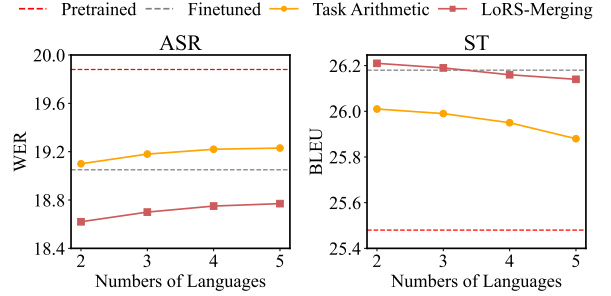 Pretrained Finetuned Task Arithmetic LoRS-Merging
ASR
WER
20.0
19.6
19.2
18.8
18.4
2 3 4 5
Numbers of Languages
ST
BLEU
26.2
26.0
25.8
25.6
25.4
2 3 4 5
Numbers of Languages